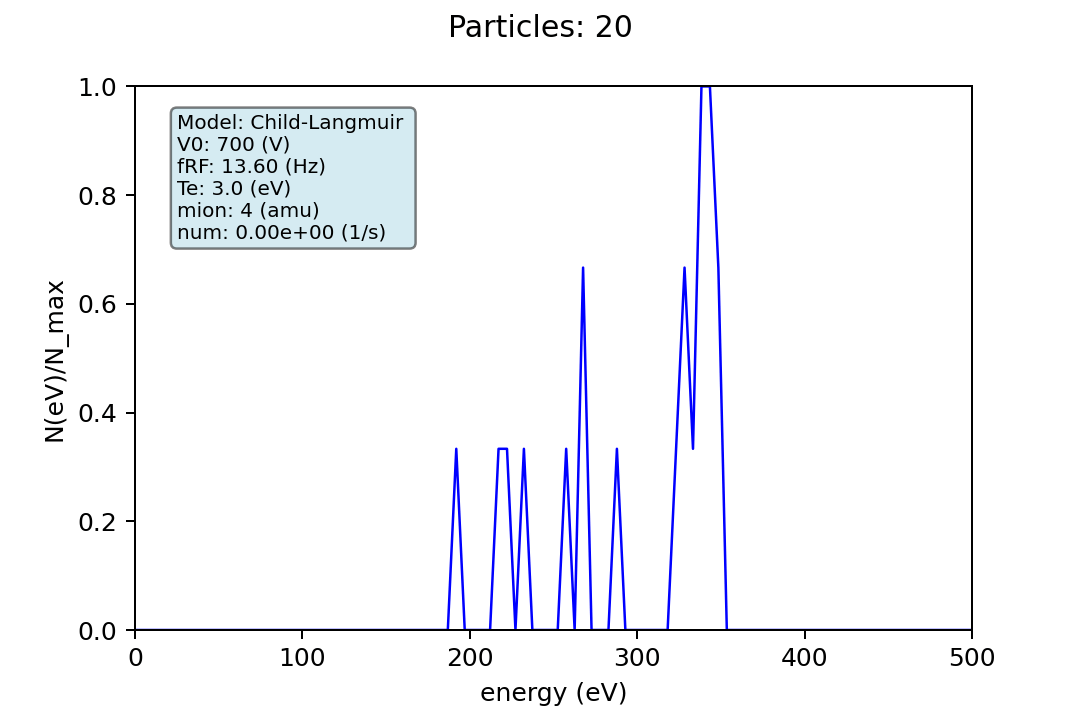 Particles: 20
1.0
0.8
0.6
0.4
0.2
0.0
N(eV)/N_max
Model: Child-Langmuir
V0: 700 (V)
fRF: 13.60 (Hz)
Te: 3.0 (eV)
mion: 4 (amu)
num: 0.00e+00 (1/s)
0 100 200 300 400 500
energy (eV)